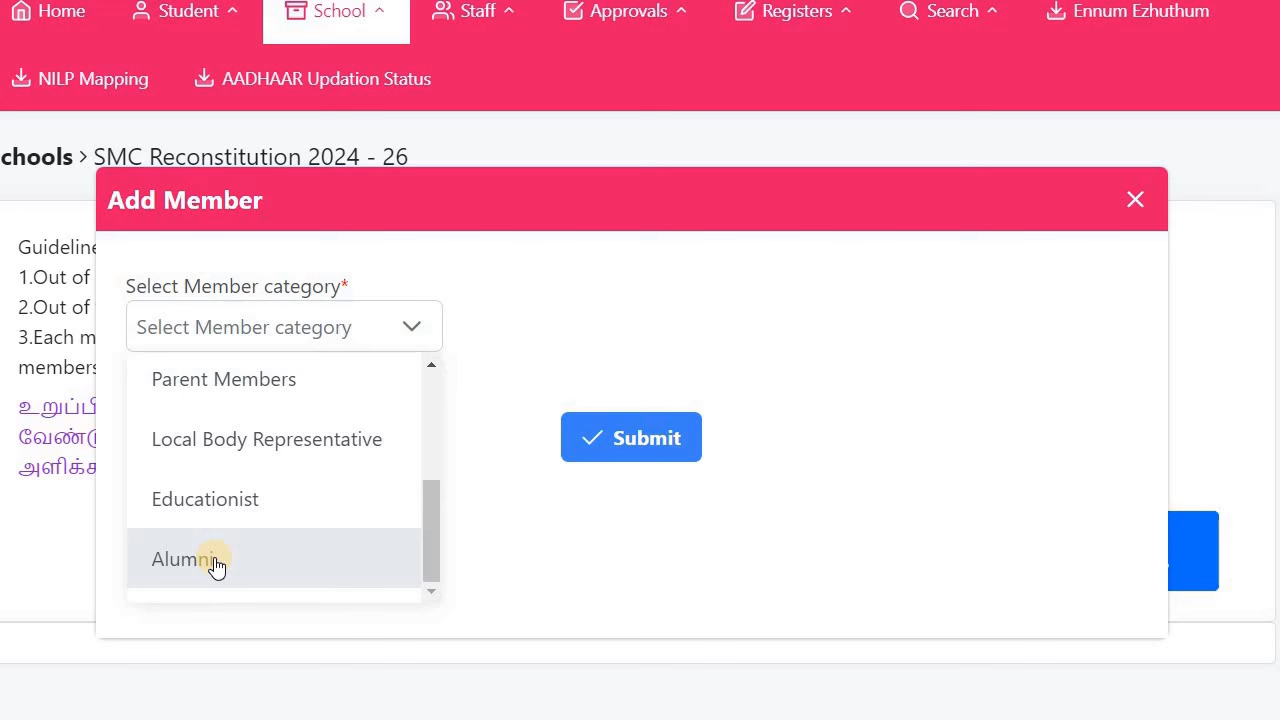 Home Student School Staff Approvals Registers Search Ennum Ezhuthum
NILP Mapping AADHAAR Updation Status
> SMC Reconstitution 2024 - 26
Add Member
1.Out of
2.Out of
3.Each
members
Select Member category*
Select Member category
Parent Members
Local Body Representative
Educationist
Alumni
Submit